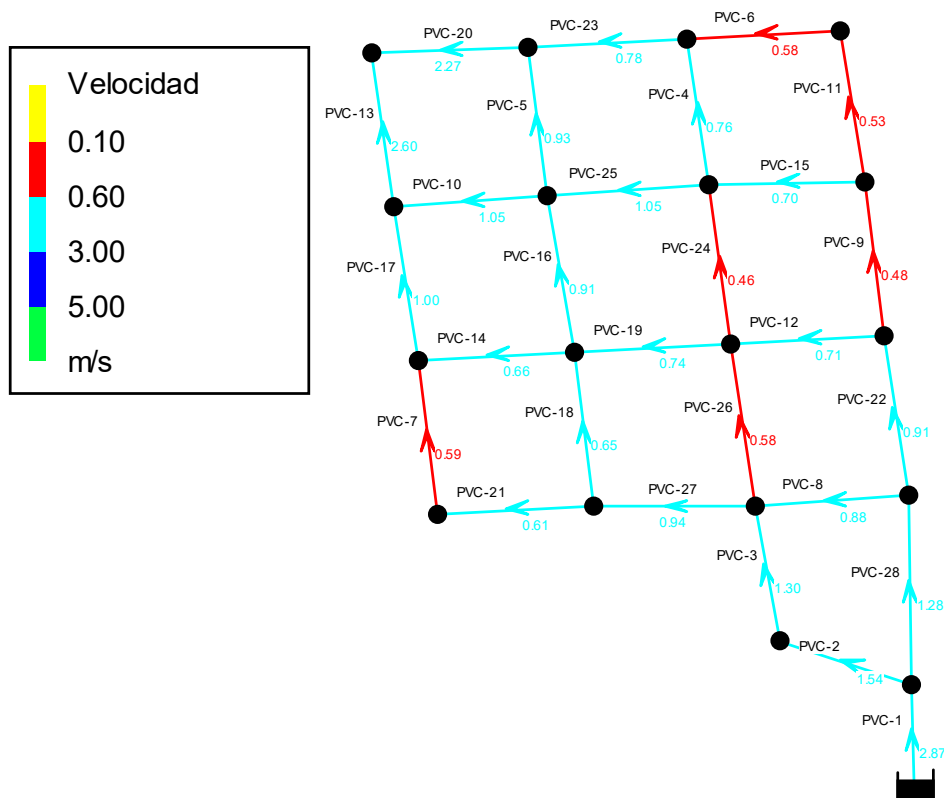 Velocidad
0.10
0.60
3.00
5.00
m/s
PVC-6
PVC-23
PVC-20
0.58
0.78
2.27
PVC-11
PVC-4
PVC-5
PVC-13
0.53
0.76
0.93
2.60
PVC-15
PVC-25
PVC-10
0.70
1.05
1.05
PVC-9
PVC-24
PVC-16
PVC-17
0.48
0.46
0.91
1.00
PVC-12
PVC-19
PVC-14
0.71
0.74
0.66
PVC-22
PVC-26
PVC-18
PVC-7
0.91
0.58
0.65
0.59
PVC-8
PVC-27
PVC-21
0.88
0.94
0.61
PVC-3
PVC-28
1.30
1.28
PVC-2
1.54
PVC-1
2.87